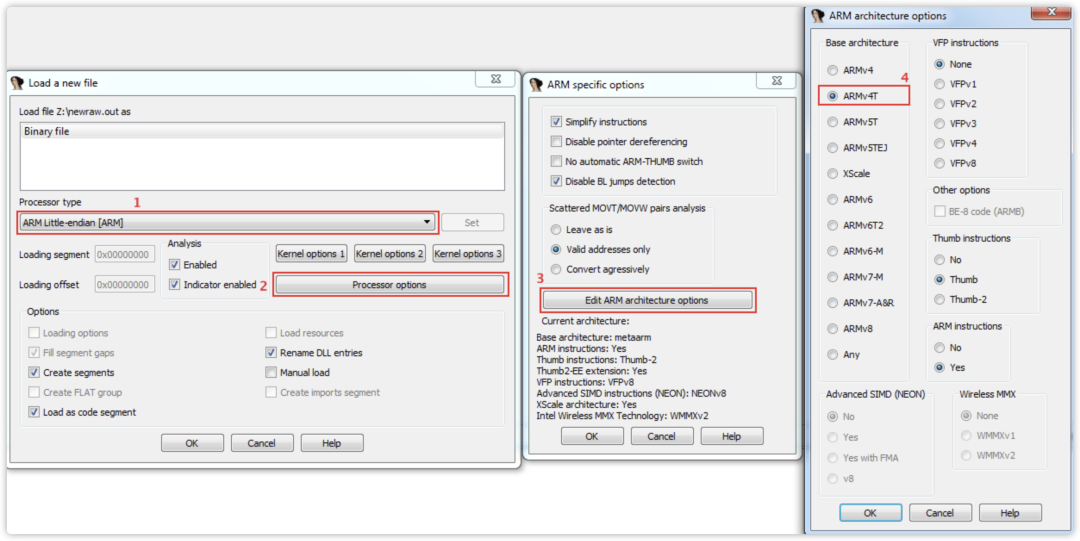 Load a new file
Load file Z:\newraw.out as
Binary file
Processor type
1
ARM Little-endian [ARM]
Set
Loading segment 0x00000000
Loading offset 0x00000000
Analysis
Enabled
Indicator enabled
Kernel options 1 Kernel options 2 Kernel options 3
2 Processor options
Options
Loading options Load resources
Fill segment gaps Rename DLL entries
Create segments Manual load
Create FLAT group Create imports segment
Load as code segment
OK Cancel Help
ARM specific options
Simplify instructions
Disable pointer dereferencing
No automatic ARM-THUMB switch
Disable BL jumps detection
Scattered MOVT/MOVW pairs analysis
Leave as is
Valid addresses only
Convert agressively
3
Edit ARM architecture options
Current architecture:
Base architecture: metaarm
ARM instructions: Yes
Thumb instructions: Thumb-2
Thumb2-EE extension: Yes
VFP instructions: VFPv8
Advanced SIMD instructions (NEON): NEONv8
XScale architecture: Yes
Intel Wireless MMX Technology: WMMXv2
OK Cancel Help
ARM architecture options
Base architecture
ARMv4
4
ARMv4T
ARMv5T
ARMv5TEJ
XScale
ARMv6
ARMv6T2
ARMv6-M
ARMv7-M
ARMv7-A&R
ARMv8
Any
VFP instructions
None
VFPv1
VFPv2
VFPv3
VFPv4
VFPv8
Other options
BE-8 code (ARMB)
Thumb instructions
No
Thumb
Thumb-2
ARM instructions
No
Yes
Advanced SIMD (NEON)
No
Yes
Yes with FMA
v8
Wireless MMX
None
WMMXv1
WMMXv2
OK Cancel Help